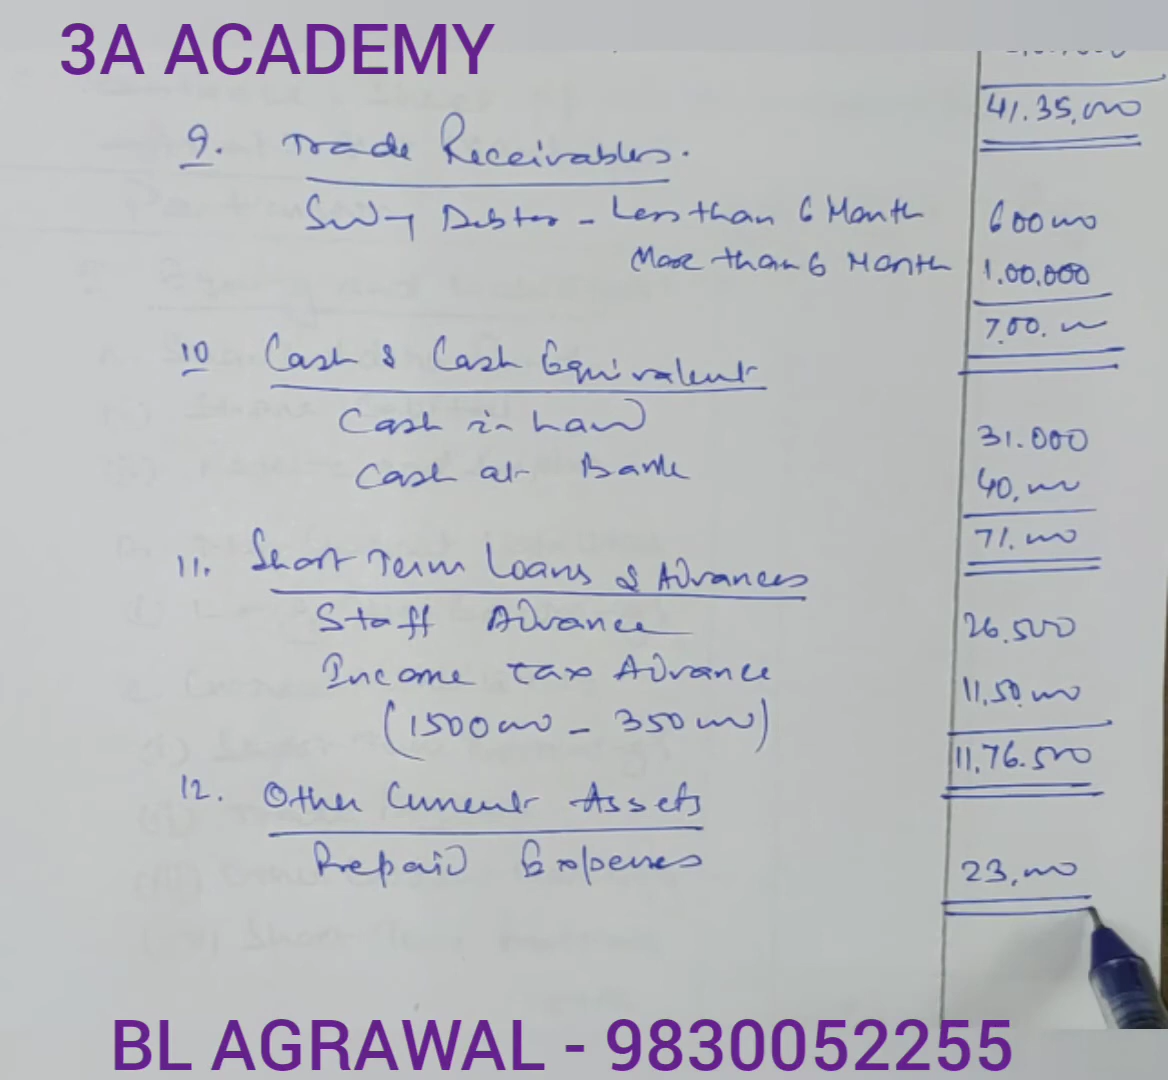 3A ACADEMY
41,35,000
9. Trade Receivables.
Sundry Debtor - Less than 6 Month 600000
More than 6 Month 1,00,000
7,00,000
10 Cash & Cash Equivalent
Cash in hand 31.000
Cash at Bank 40,000
71,000
11. Short Term Loans & Advances
Staff Advance 26.500
Income tax Advance 11,50,000
(1500000 - 350000)
11,76.500
12. Other Current Assets
Prepaid Expenses 23,000
BL AGRAWAL - 9830052255